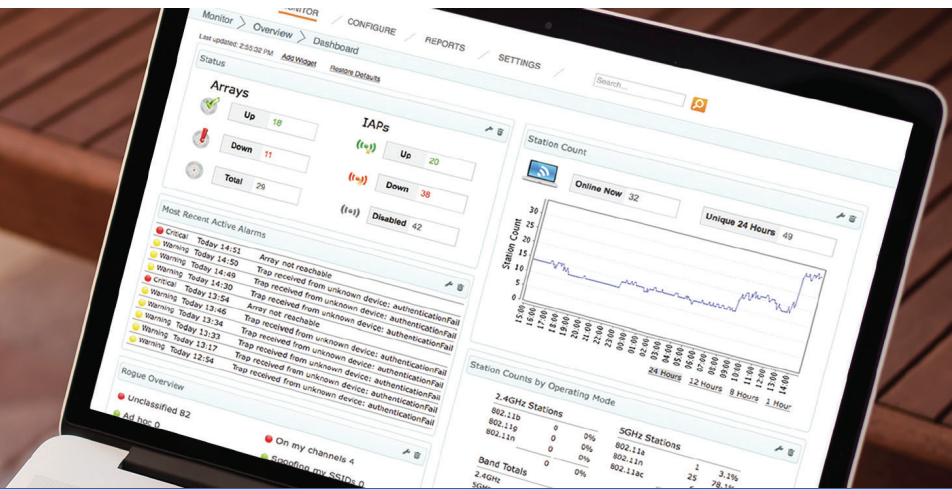 MONITOR / CONFIGURE / REPORTS / SETTINGS /
Monitor > Overview > Dashboard
Search...
Last updated: 2:55:32 PM Add Widget Restore Defaults
Status
Arrays
Up 18
Down 11
Total 29
IAPs
Up 20
Down 38
Disabled 42
Most Recent Active Alarms
Critical Today 14:51 Array not reachable
Warning Today 14:50 Trap received from unknown device: authenticationFail
Warning Today 14:49 Trap received from unknown device: authenticationFail
Warning Today 14:30 Trap received from unknown device: authenticationFail
Critical Today 13:54 Array not reachable
Warning Today 13:46 Trap received from unknown device: authenticationFail
Warning Today 13:34 Trap received from unknown device: authenticationFail
Warning Today 13:33 Trap received from unknown device: authenticationFail
Warning Today 13:17 Trap received from unknown device: authenticationFail
Warning Today 12:54 Trap received from unknown device: authenticationFail
Rogue Overview
Unclassified 82
Ad hoc 0
On my channels 4
Spoofing my SSIDs 0
Station Count
Online Now 32
Unique 24 Hours 49
Station Count
30
25
20
15
10
5
0
15:00 16:00 17:00 18:00 19:00 20:00 21:00 22:00 23:00 00:00 01:00 02:00 03:00 04:00 05:00 06:00 07:00 08:00 09:00 10:00 11:00 12:00 13:00 14:00
24 Hours 12 Hours 8 Hours 1 Hour
Station Counts by Operating Mode
2.4GHz Stations
802.11b 0 0%
802.11g 0 0%
802.11n 0 0%
0 0%
Band Totals
2.4GHz
5GHz Stations
802.11a 1 3.1%
802.11n 25 78.1%
802.11ac